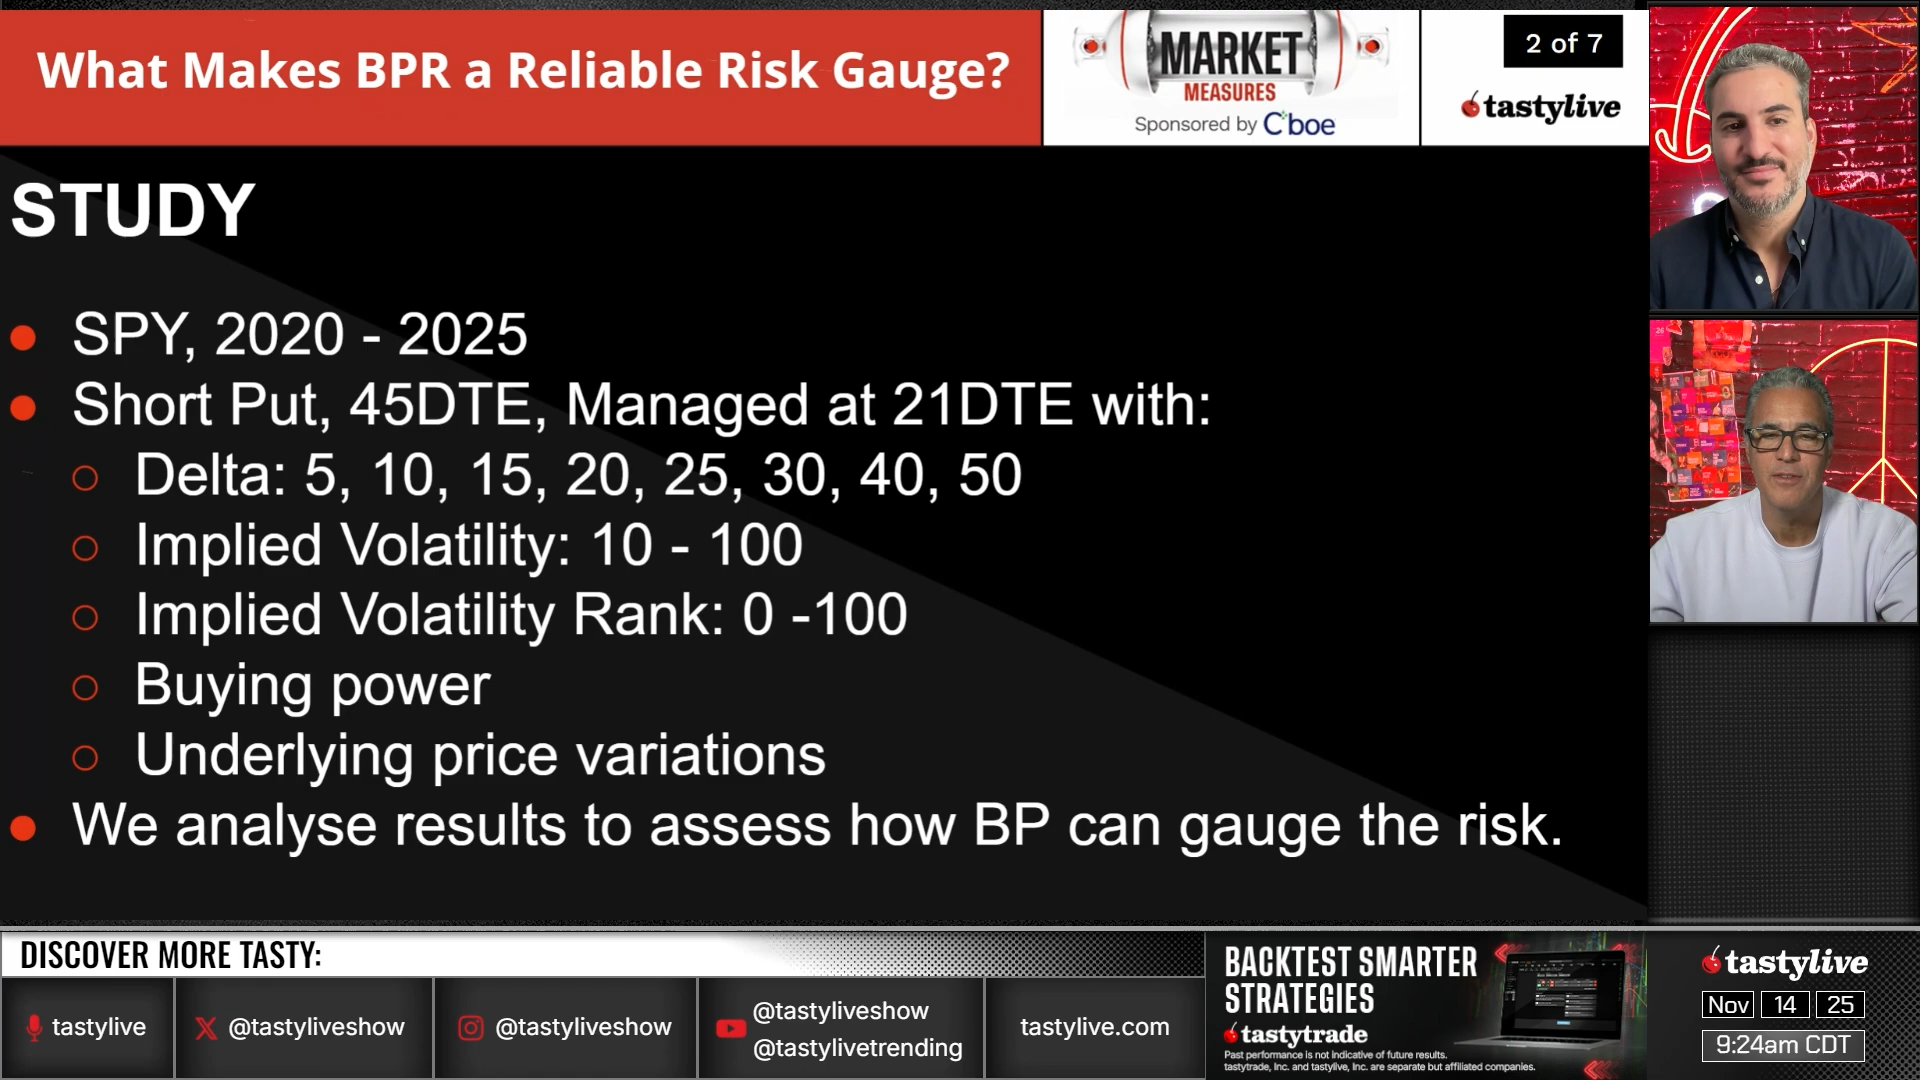 What Makes BPR a Reliable Risk Gauge?
MARKET
MEASURES
Sponsored by Cboe
2 of 7
tastylive
STUDY
SPY, 2020 - 2025
Short Put, 45DTE, Managed at 21DTE with:
Delta: 5, 10, 15, 20, 25, 30, 40, 50
Implied Volatility: 10 - 100
Implied Volatility Rank: 0 -100
Buying power
Underlying price variations
We analyse results to assess how BP can gauge the risk.
DISCOVER MORE TASTY:
tastylive
@tastyliveshow
@tastyliveshow
@tastyliveshow
@tastylivetrending
tastylive.com
BACKTEST SMARTER
STRATEGIES
tastytrade
Past performance is not indicative of future results.
tastytrade, Inc. and tastylive, Inc. are separate but affiliated companies.
tastylive
Nov 14 25
9:24am CDT